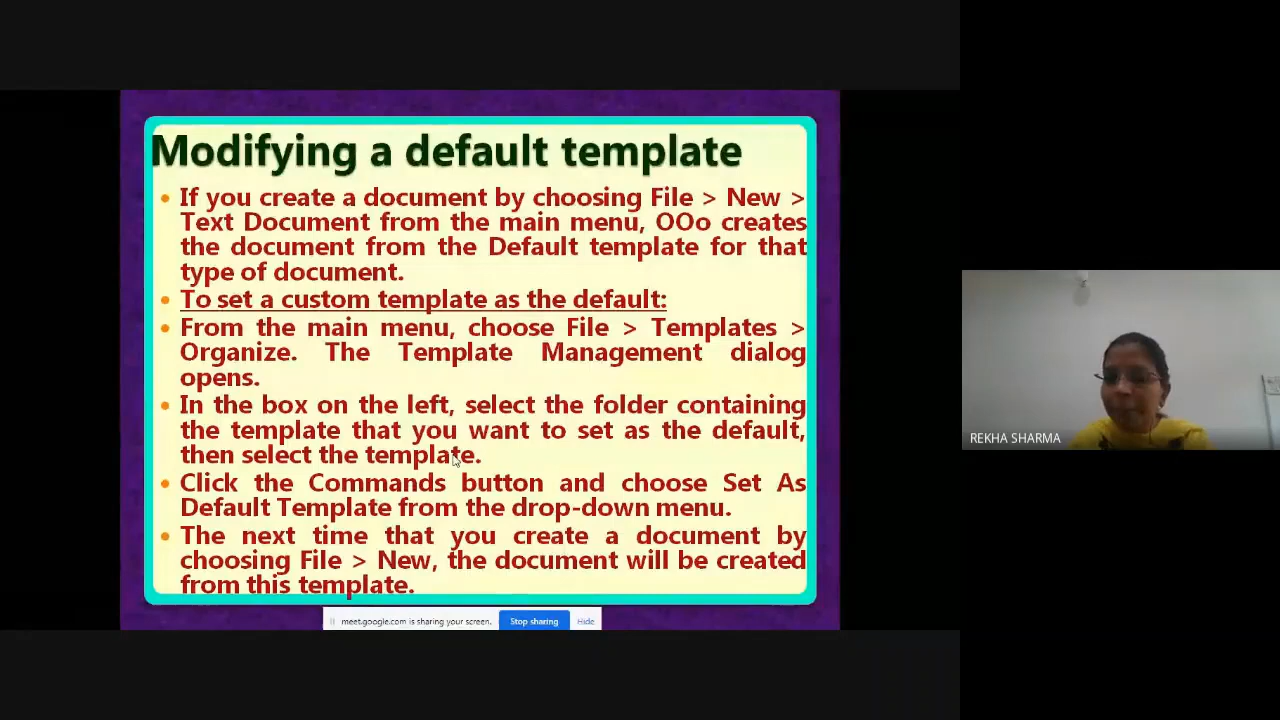 Modifying a default template
• If you create a document by choosing File > New >
Text Document from the main menu, OOo creates
the document from the Default template for that
type of document.
• To set a custom template as the default:
• From the main menu, choose File > Templates >
Organize. The Template Management dialog
opens.
• In the box on the left, select the folder containing
the template that you want to set as the default,
then select the template.
• Click the Commands button and choose Set As
Default Template from the drop-down menu.
• The next time that you create a document by
choosing File > New, the document will be created
from this template.
meet.google.com is sharing your screen. Stop sharing Hide
REKHA SHARMA